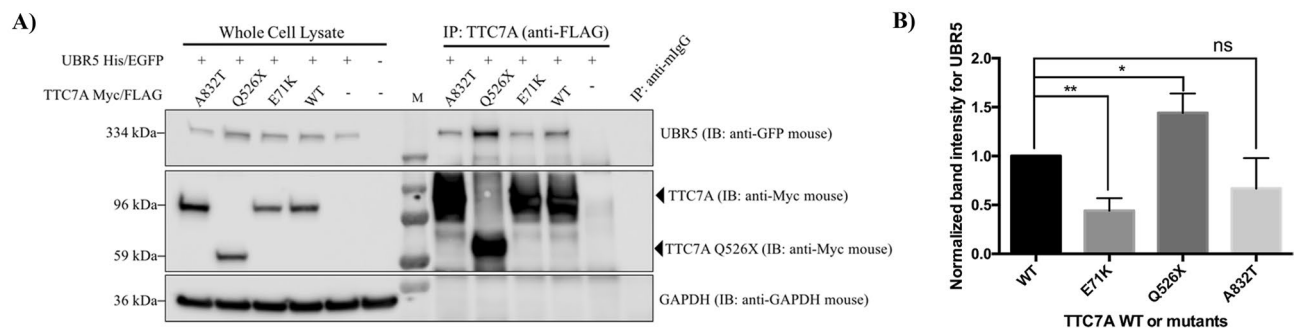 A)
Whole Cell Lysate
IP: TTC7A (anti-FLAG)
IP: anti-mIgG
UBR5 His/EGFP + + + + + - + + + + +
TTC7A Myc/FLAG A832T Q526X E71K WT - - M A832T Q526X E71K WT -
334 kDa UBR5 (IB: anti-GFP mouse)
96 kDa TTC7A (IB: anti-Myc mouse)
59 kDa TTC7A Q526X (IB: anti-Myc mouse)
36 kDa GAPDH (IB: anti-GAPDH mouse)
B)
Normalized band intensity for UBR5
2.0
1.5
1.0
0.5
0.0
ns
*
**
WT E71K Q526X A832T
TTC7A WT or mutants